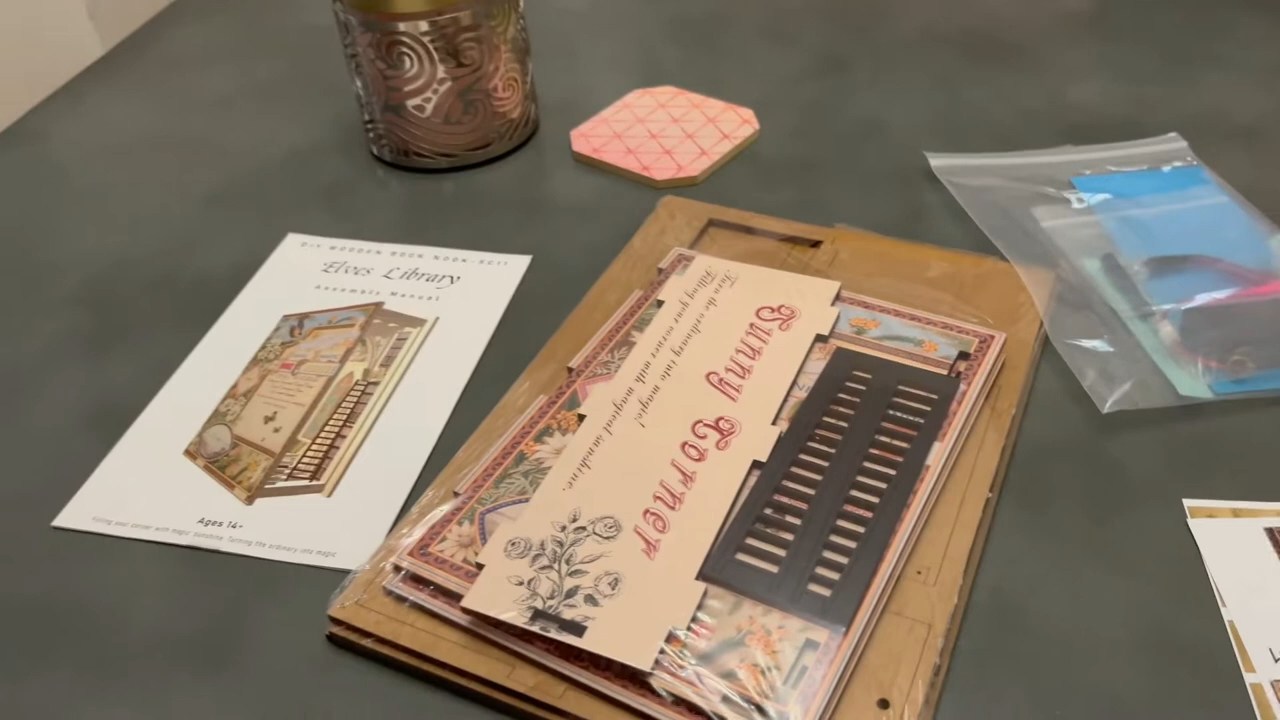 DIY WOODEN BOOK NOOK-SC11
Elves Library
Assembly Manual
Ages 14+
Filling your corner with magic sunshine. Turning the ordinary into magic
Sunny Corner
Turn the ordinary into magic!
Filling your corner with magical sunshine.